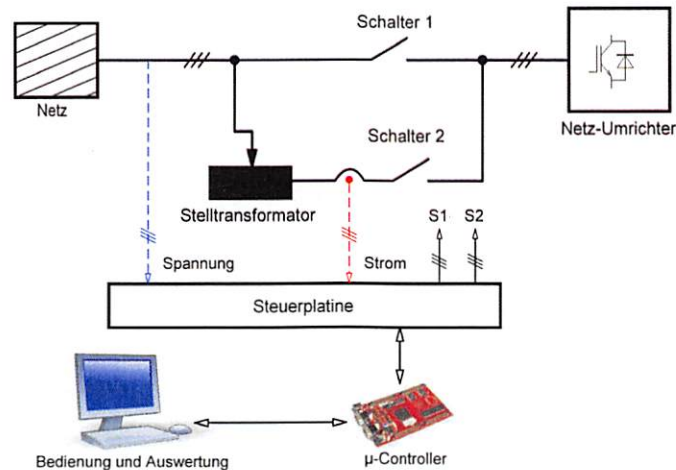 Schalter 1
Netz
Netz-Umrichter
Schalter 2
Stelltransformator
S1 S2
Spannung
Strom
Steuerplatine
Bedienung und Auswertung
µ-Controller